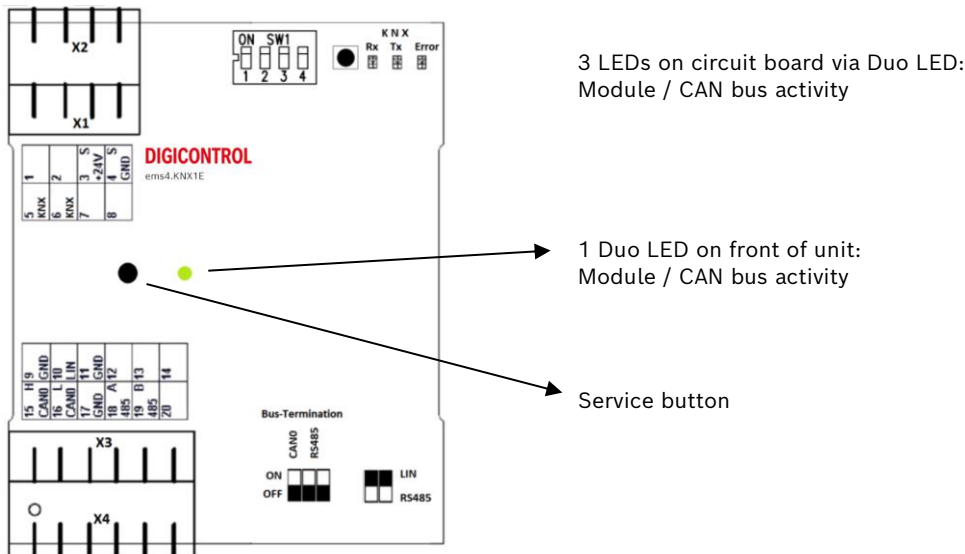 X2
X1
ON SW1
1 2 3 4
KNX
Rx Tx Error
3 LEDs on circuit board via Duo LED:
Module / CAN bus activity
DIGICONTROL
ems4.KNX1E
1
2
3 S
+24V
4 S
GND
5
KNX
6
KNX
7
8
1 Duo LED on front of unit:
Module / CAN bus activity
Service button
9
GND
10
LIN
11
GND
12
13
14
15 H
CAN0
16 L
CAN0
17
GND
18 A
485
19 B
485
20
Bus-Termination
CAN0
RS485
ON
OFF
LIN
RS485
X3
X4